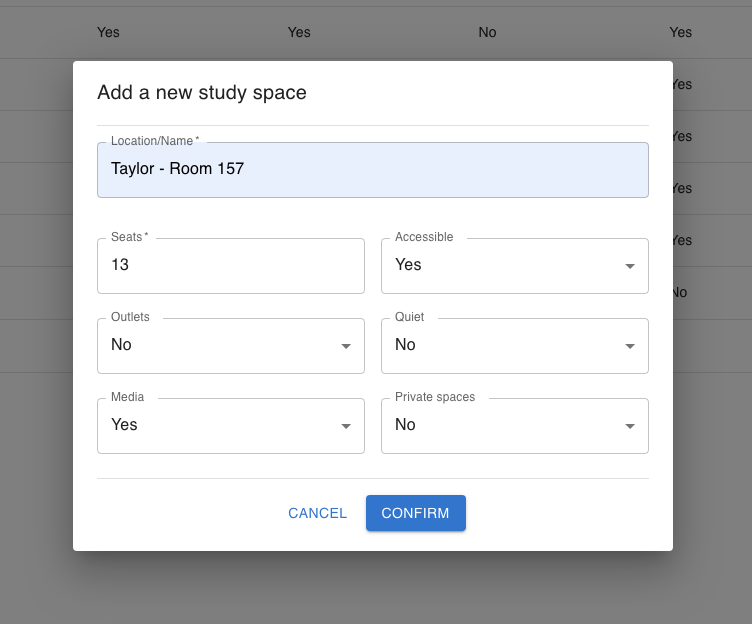 Yes Yes No Yes
Add a new study space
Yes
Location/Name *
Yes
Taylor - Room 157
Yes
Seats * Accessible
Yes
13 Yes
No
Outlets Quiet
No No
Media Private spaces
Yes No
CANCEL CONFIRM